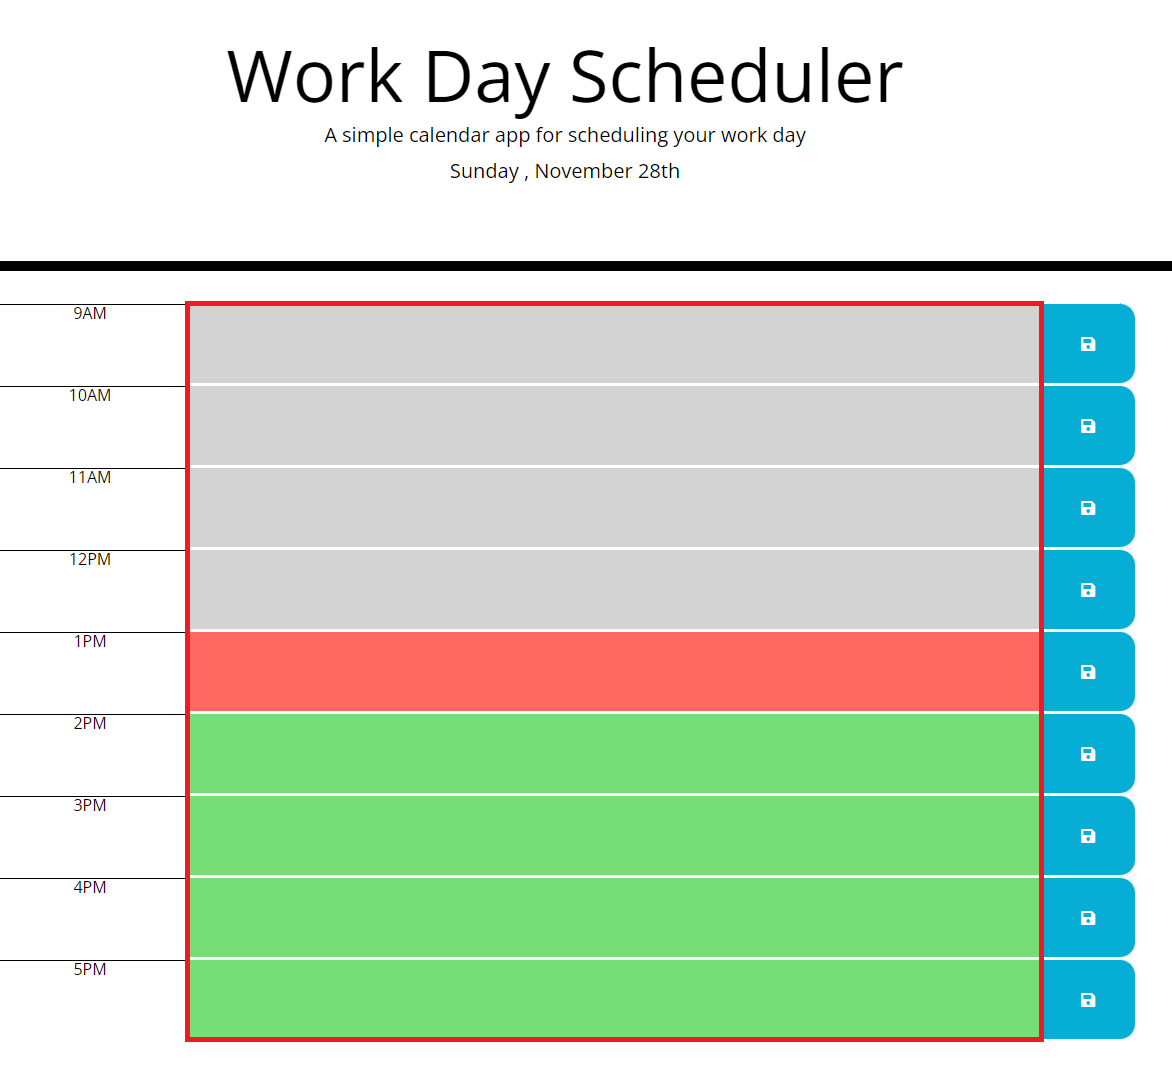 Work Day Scheduler
A simple calendar app for scheduling your work day
Sunday , November 28th
9AM
10AM
11AM
12PM
1PM
2PM
3PM
4PM
5PM